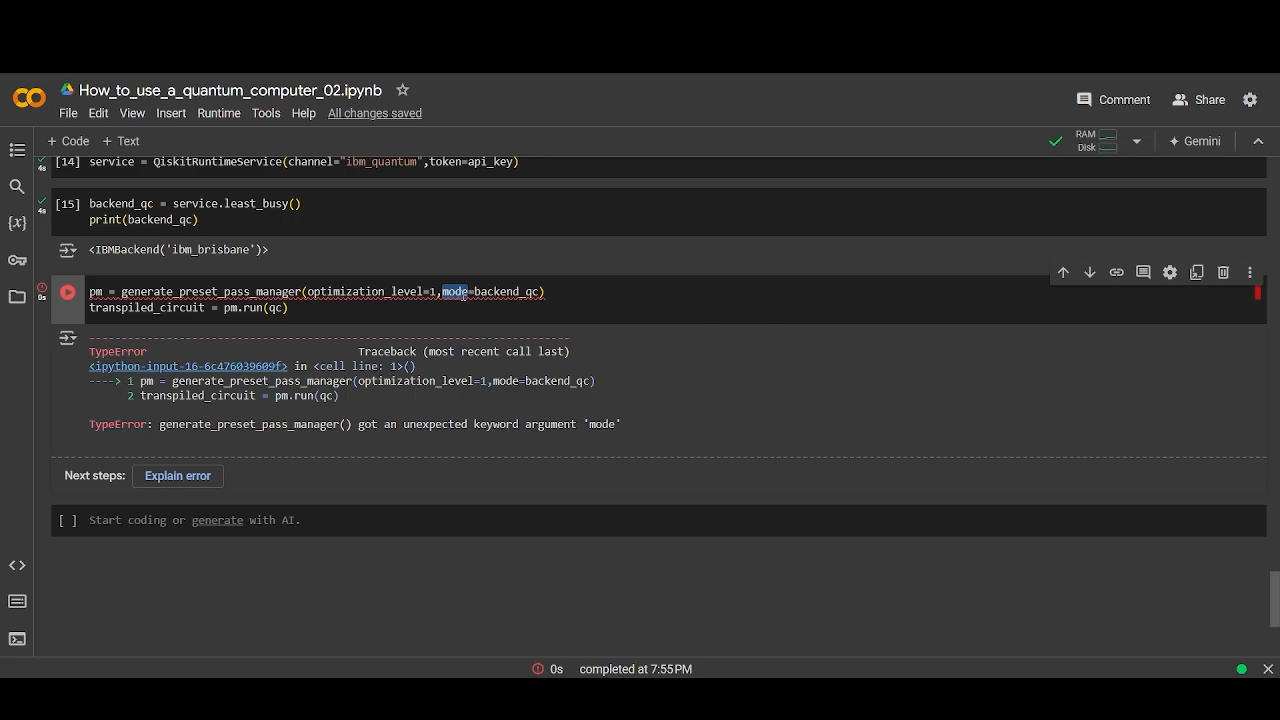 How_to_use_a_quantum_computer_02.ipynb
File Edit View Insert Runtime Tools Help All changes saved
Comment Share
+ Code + Text
RAM
Disk
Gemini
[14] service = QiskitRuntimeService(channel="ibm_quantum",token=api_key)
4s
[15] backend_qc = service.least_busy()
4s
print(backend_qc)
<IBMBackend('ibm_brisbane')>
pm = generate_preset_pass_manager(optimization_level=1,mode=backend_qc)
0s
transpiled_circuit = pm.run(qc)
---------------------------------------------------------------------------
TypeError Traceback (most recent call last)
<ipython-input-16-6c476039609f> in <cell line: 1>()
----> 1 pm = generate_preset_pass_manager(optimization_level=1,mode=backend_qc)
2 transpiled_circuit = pm.run(qc)
TypeError: generate_preset_pass_manager() got an unexpected keyword argument 'mode'
Next steps: Explain error
[ ] Start coding or generate with AI.
0s completed at 7:55 PM